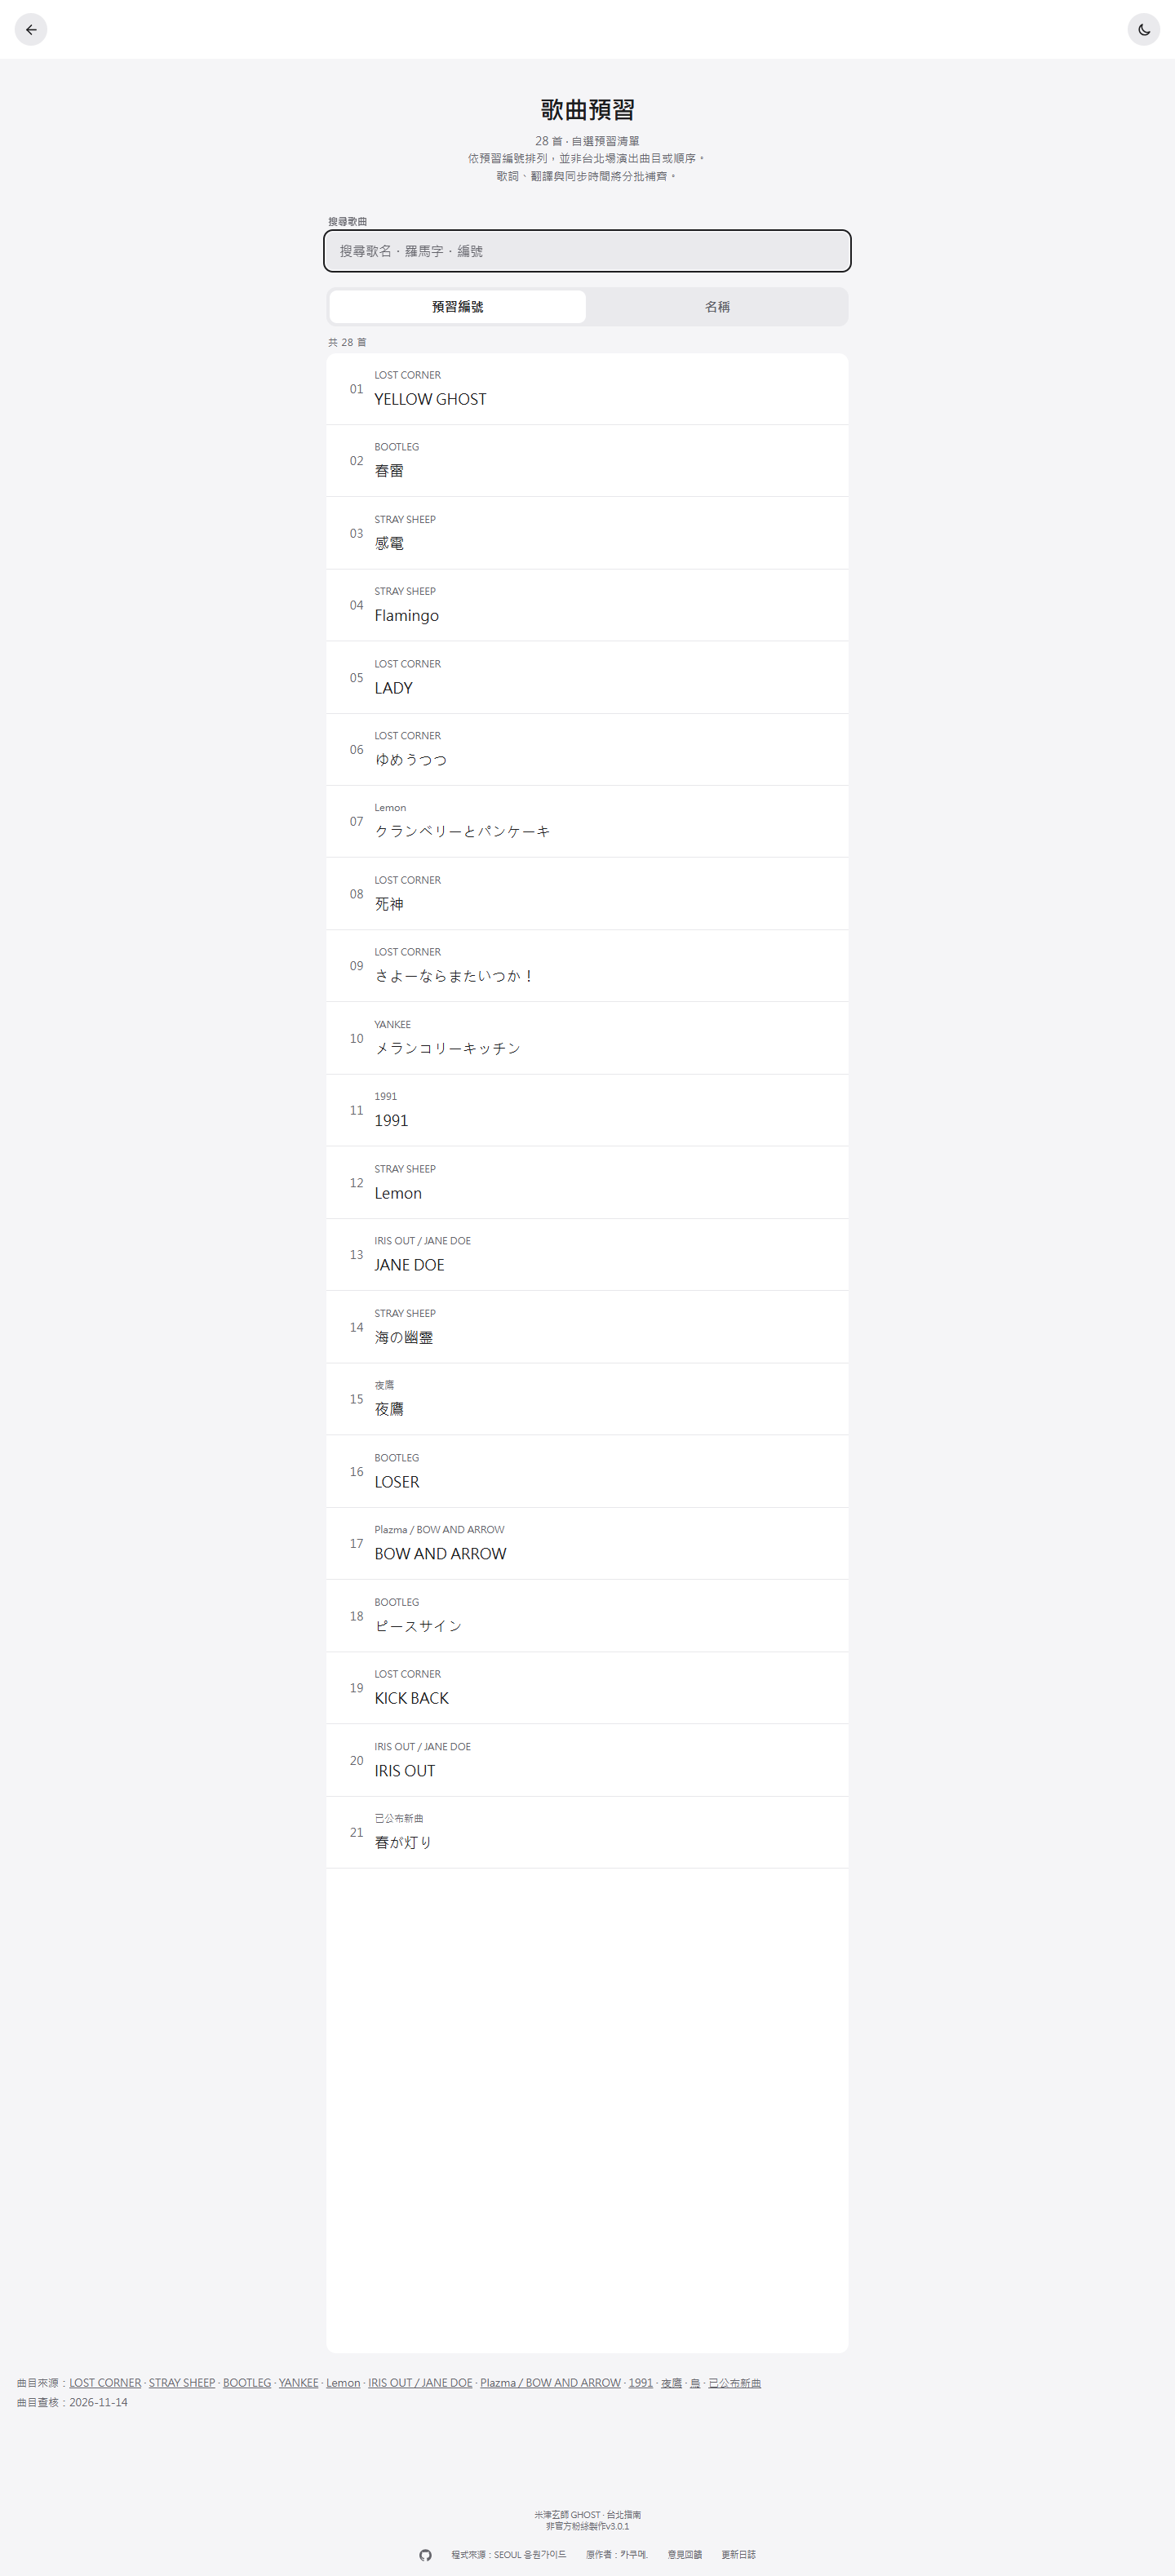 歌曲預習
28 首 · 自選預習清單
依預習編號排列，並非台北場演出曲目或順序。
歌詞、翻譯與同步時間將分批補齊。
搜尋歌曲
搜尋歌名・羅馬字・編號
預習編號
名稱
共 28 首
01
LOST CORNER
YELLOW GHOST
02
BOOTLEG
春雷
03
STRAY SHEEP
感電
04
STRAY SHEEP
Flamingo
05
LOST CORNER
LADY
06
LOST CORNER
ゆめうつつ
07
Lemon
クランベリーとパンケーキ
08
LOST CORNER
死神
09
LOST CORNER
さよーならまたいつか！
10
YANKEE
メランコリーキッチン
11
1991
1991
12
STRAY SHEEP
Lemon
13
IRIS OUT / JANE DOE
JANE DOE
14
STRAY SHEEP
海の幽霊
15
夜鷹
夜鷹
16
BOOTLEG
LOSER
17
Plazma / BOW AND ARROW
BOW AND ARROW
18
BOOTLEG
ピースサイン
19
LOST CORNER
KICK BACK
20
IRIS OUT / JANE DOE
IRIS OUT
21
已公布新曲
春が灯り
曲目來源：LOST CORNER · STRAY SHEEP · BOOTLEG · YANKEE · Lemon · IRIS OUT / JANE DOE · Plazma / BOW AND ARROW · 1991 · 夜鷹 · 烏 · 已公布新曲
曲目查核：2026-11-14
米津玄師 GHOST · 台北指南
非官方粉絲製作v3.0.1
程式來源：SEOUL 응원가이드
原作者：카쿠메.
意見回饋
更新日誌